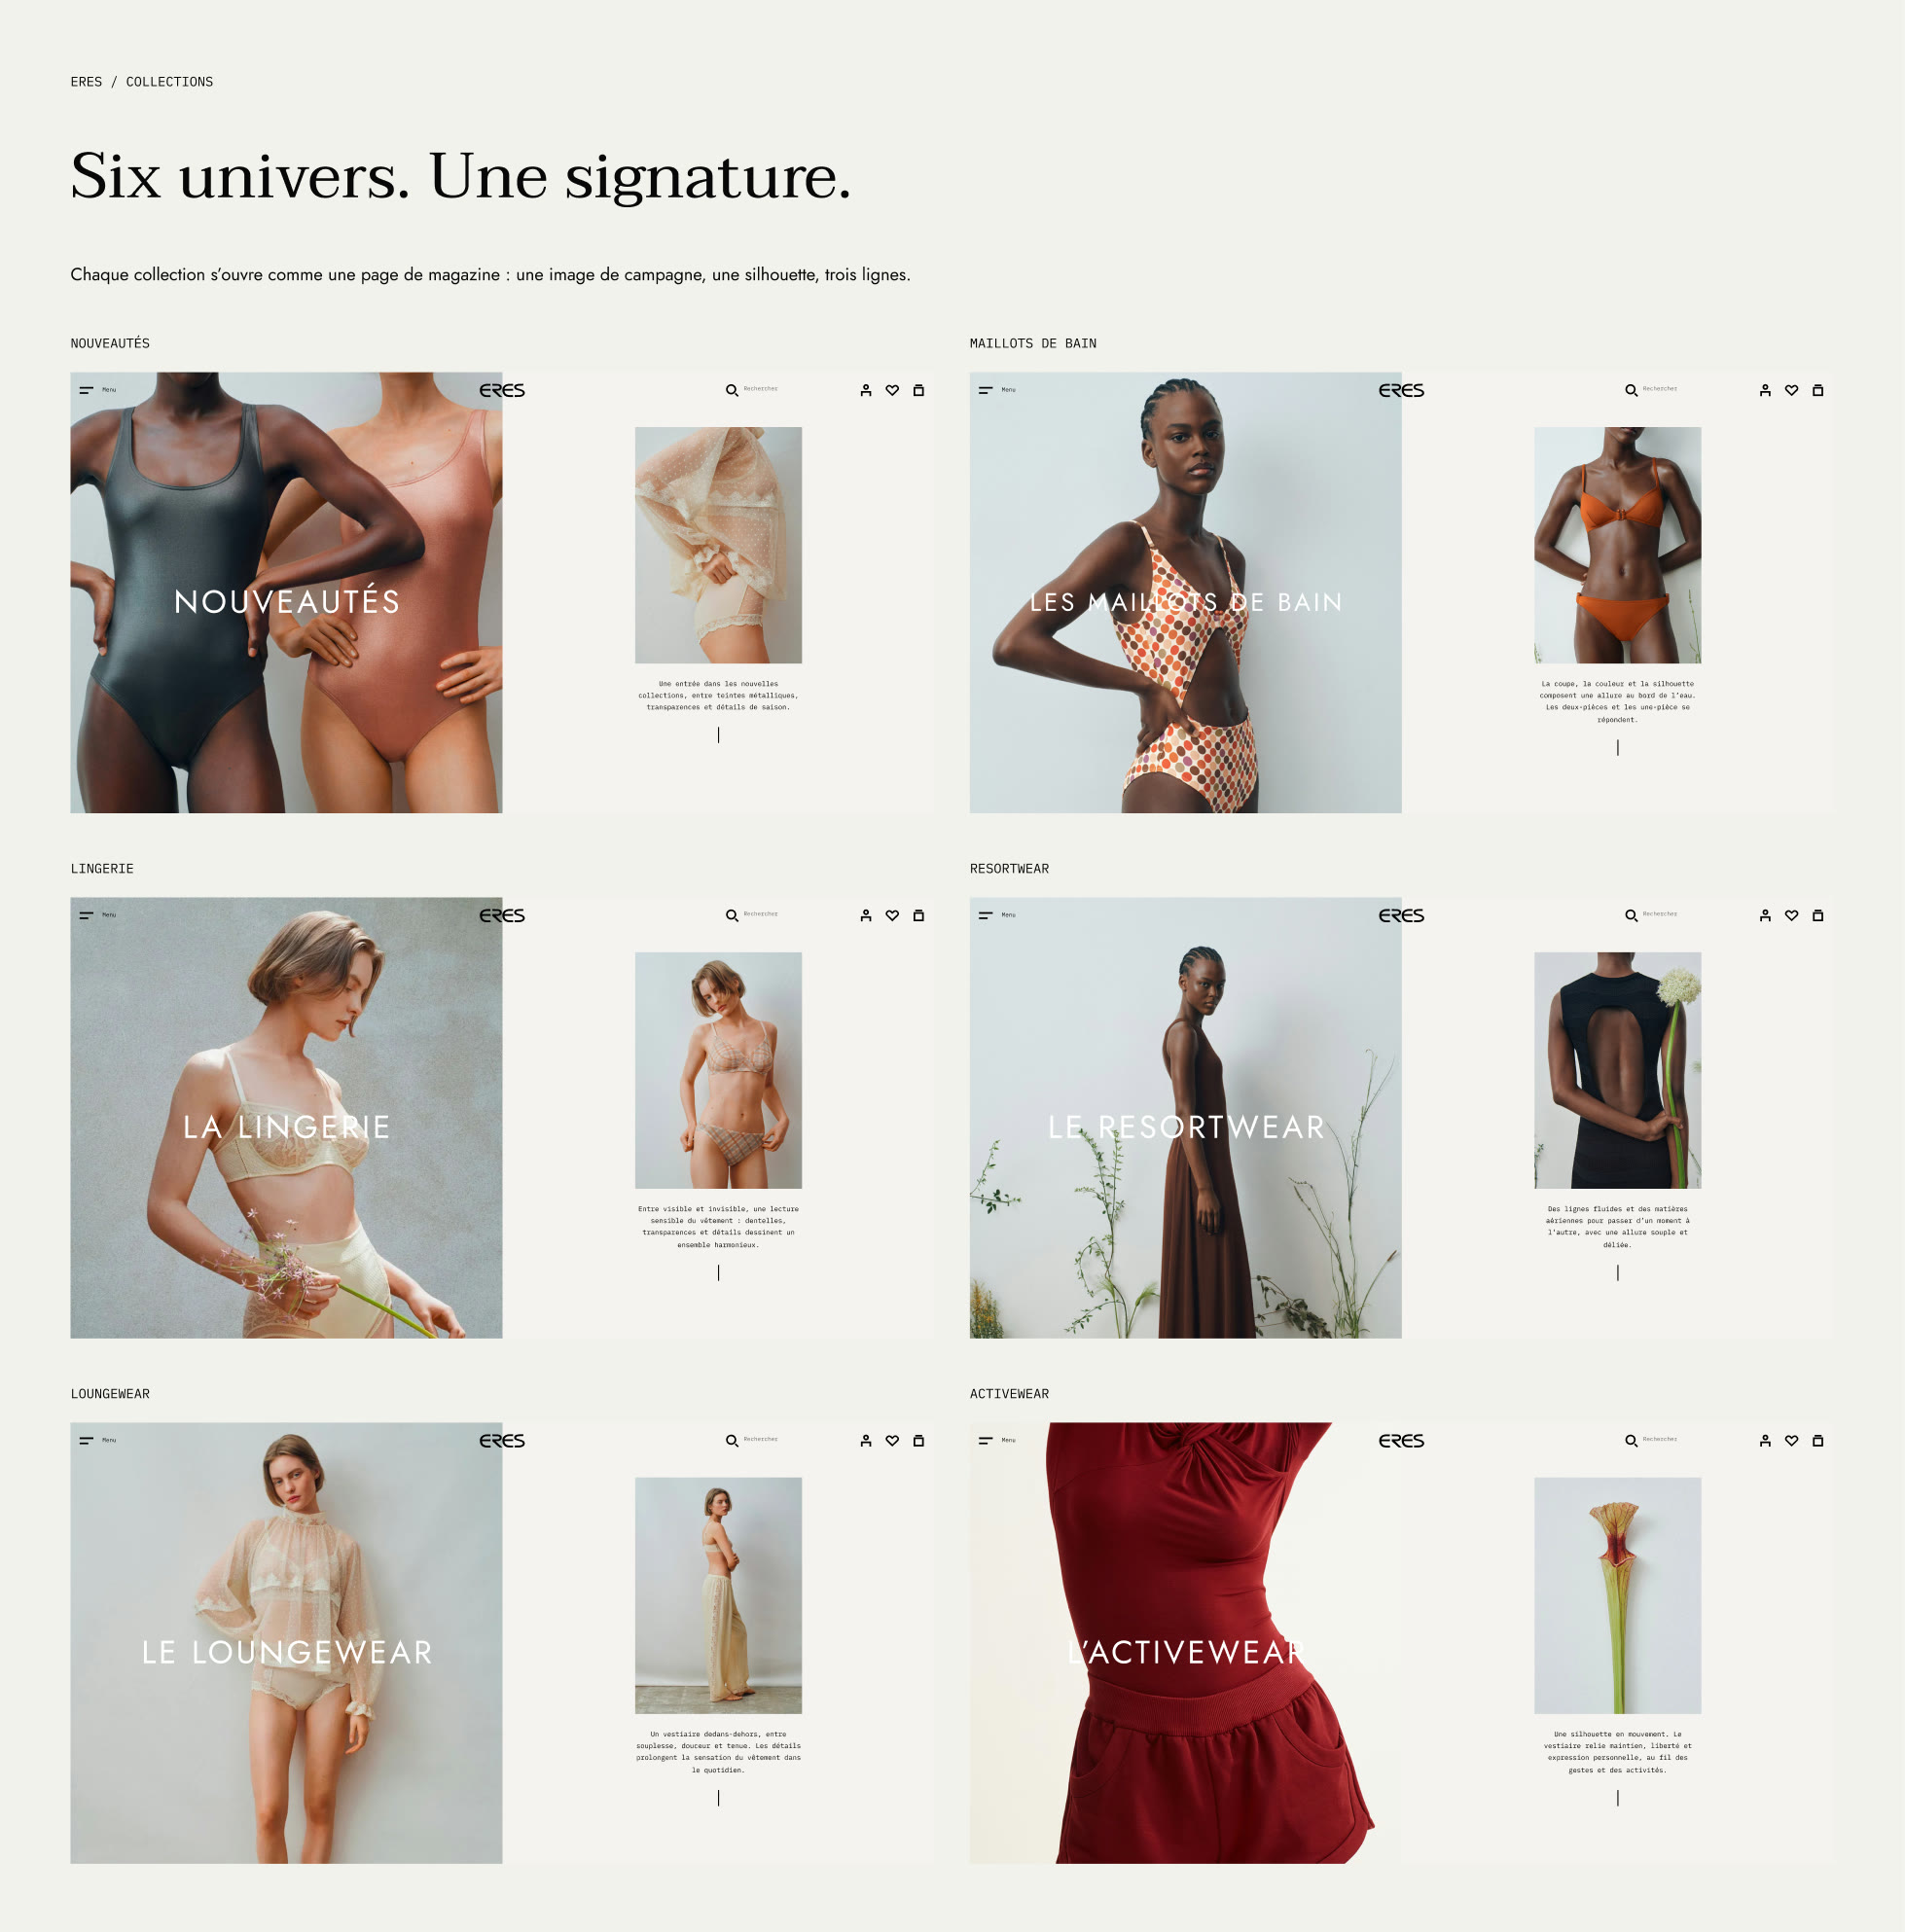 ERES / COLLECTIONS
Six univers. Une signature.
Chaque collection s’ouvre comme une page de magazine : une image de campagne, une silhouette, trois lignes.
NOUVEAUTÉS
Menu
ERES
Rechercher
NOUVEAUTÉS
Une entrée dans les nouvelles
collections, entre teintes métalliques,
transparences et détails de saison.
MAILLOTS DE BAIN
Menu
ERES
Rechercher
LES MAILLOTS DE BAIN
La coupe, la couleur et la silhouette
composent une allure au bord de l’eau.
Les deux-pièces et les une-pièce se
répondent.
LINGERIE
Menu
ERES
Rechercher
LA LINGERIE
Entre visible et invisible, une lecture
sensible du vêtement : dentelles,
transparences et détails dessinent un
ensemble harmonieux.
RESORTWEAR
Menu
ERES
Rechercher
LE RESORTWEAR
Des lignes fluides et des matières
aériennes pour passer d’un moment à
l’autre, avec une allure souple et
déliée.
LOUNGEWEAR
Menu
ERES
Rechercher
LE LOUNGEWEAR
Un vestiaire dedans-dehors, entre
souplesse, douceur et tenue. Les détails
prolongent la sensation du vêtement dans
le quotidien.
ACTIVEWEAR
Menu
ERES
Rechercher
L’ACTIVEWEAR
Une silhouette en mouvement. Le
vestiaire relie maintien, liberté et
expression personnelle, au fil des
gestes et des activités.